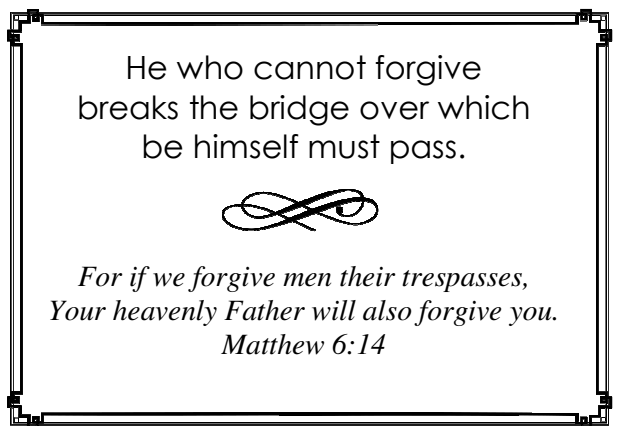 He who cannot forgive
breaks the bridge over which
be himself must pass.
For if we forgive men their trespasses,
Your heavenly Father will also forgive you.
Matthew 6:14